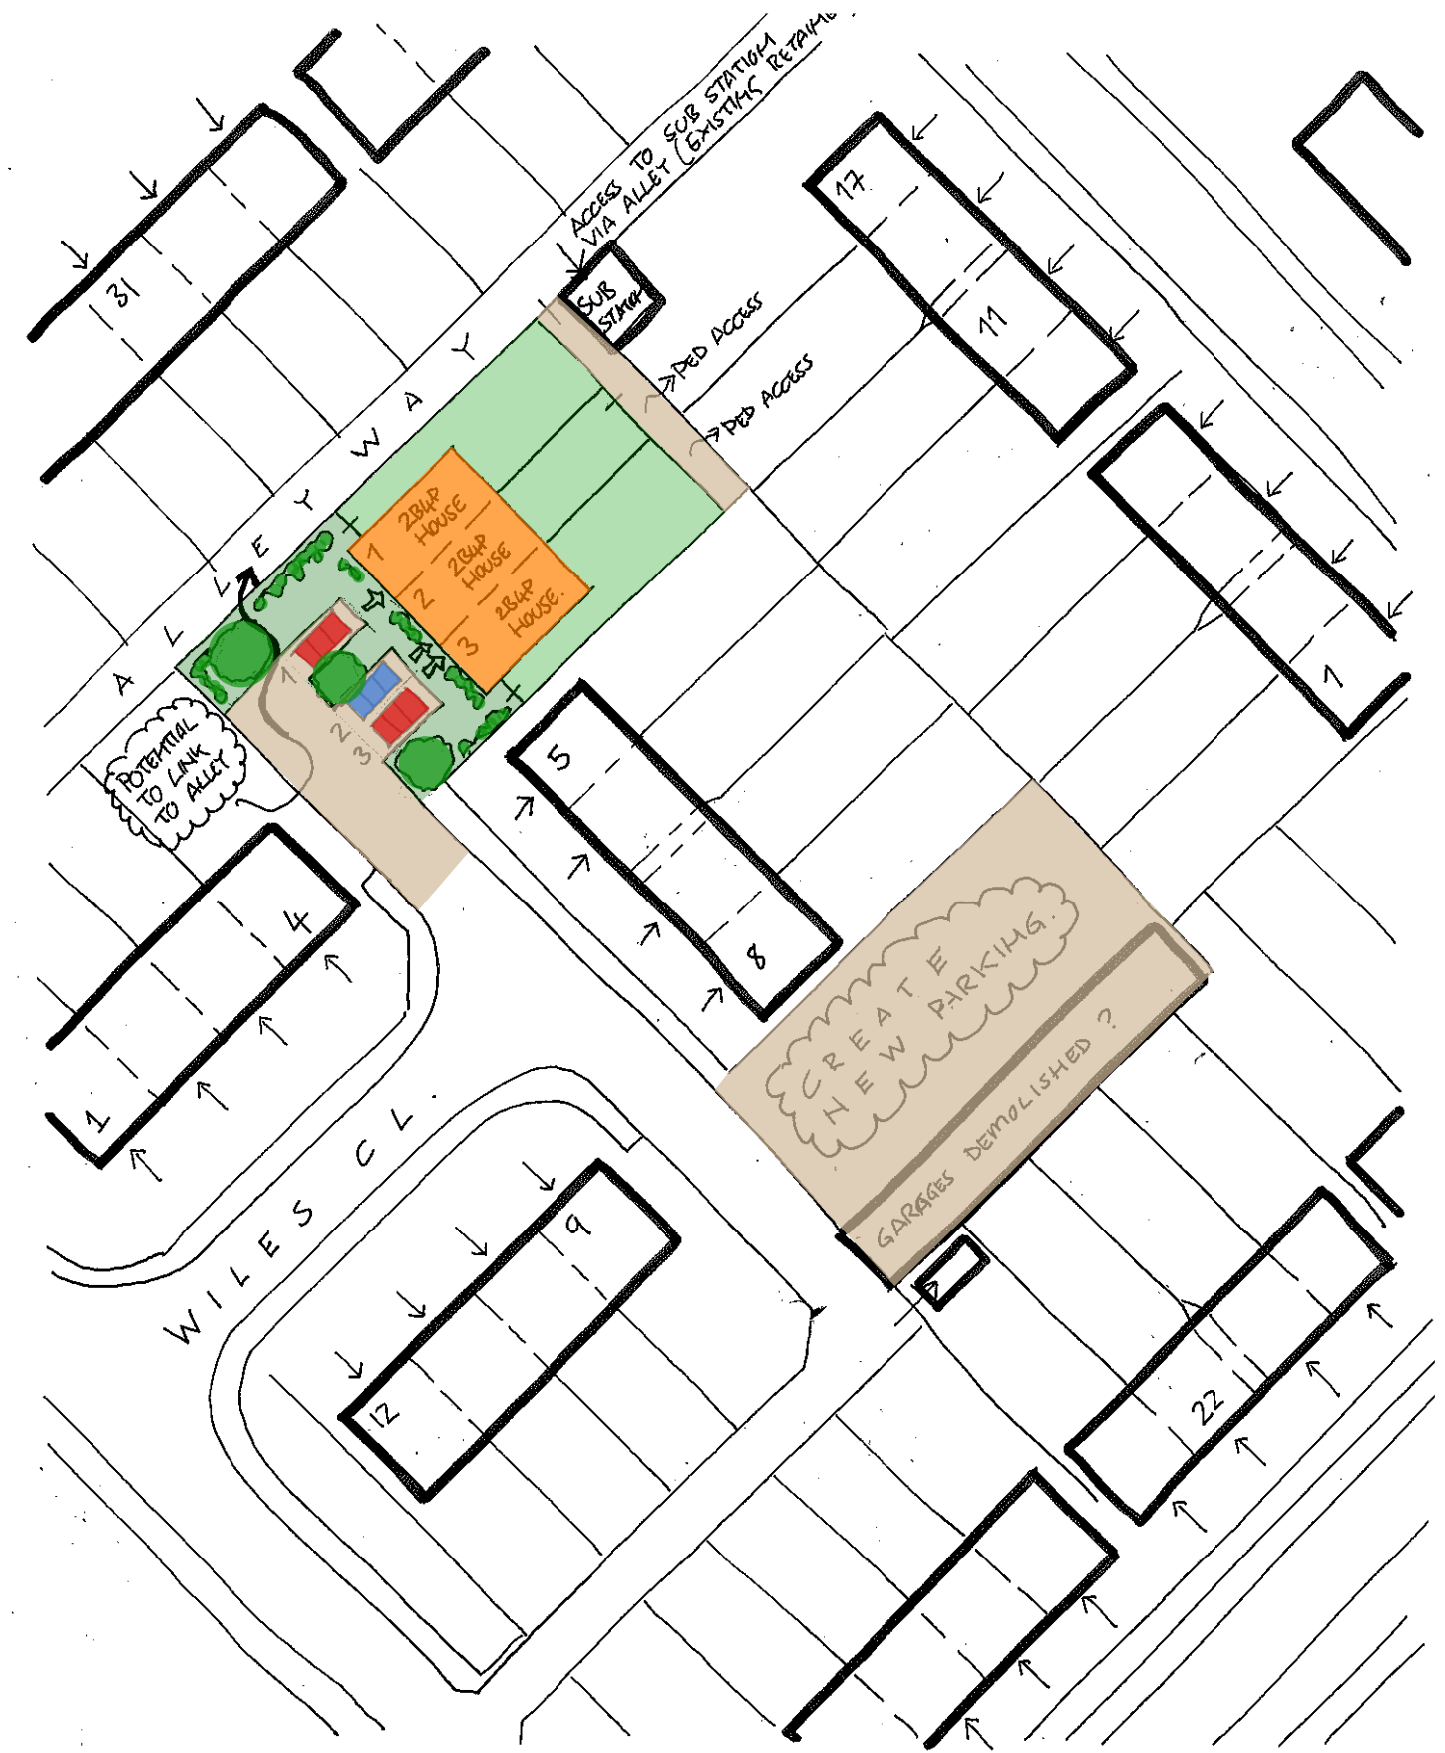 ACCESS TO SUB STATION
VIA ALLEY (EXISTING RETAINED
SUB
STATION
17
11
31
PED ACCESS
PED ACCESS
ALLEYWAY
1
2B4P
HOUSE
2
2B4P
HOUSE
3
2B4P
HOUSE.
1
2
3
POTENTIAL
TO LINK
TO ALLEY
5
8
1
4
1
CREATE
NEW PARKING.
GARAGES DEMOLISHED ?
WILES CL.
9
12
22